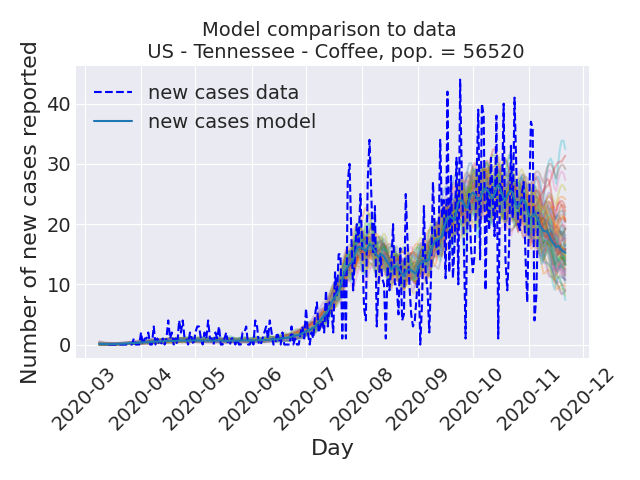 Model comparison to data
US - Tennessee - Coffee, pop. = 56520
new cases data
new cases model
Number of new cases reported
40
30
20
10
0
2020-03
2020-04
2020-05
2020-06
2020-07
2020-08
2020-09
2020-10
2020-11
2020-12
Day